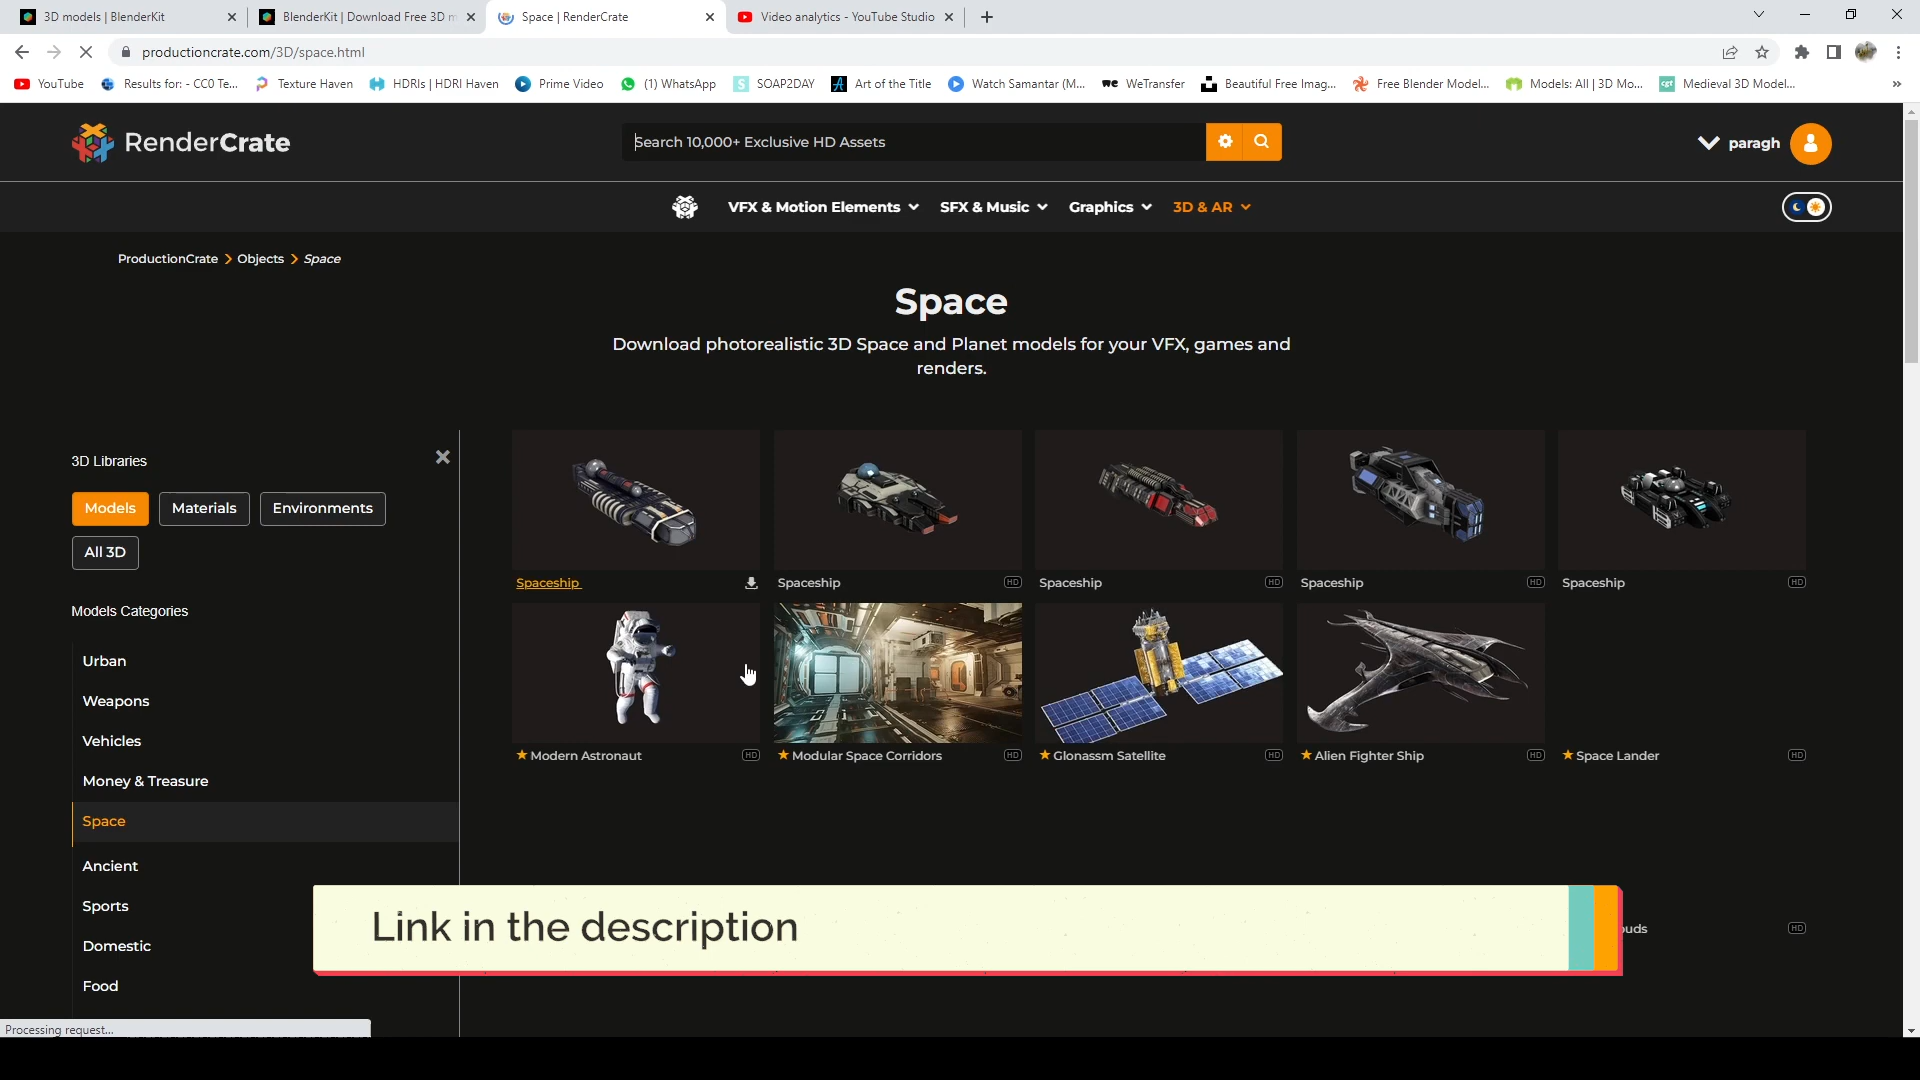 3D models | BlenderKit
BlenderKit | Download Free 3D m
Space | RenderCrate
Video analytics - YouTube Studio
productioncrate.com/3D/space.html
YouTube
Results for: - CC0 Te...
Texture Haven
HDRIs | HDRI Haven
Prime Video
(1) WhatsApp
SOAP2DAY
Art of the Title
Watch Samantar (M...
WeTransfer
Beautiful Free Imag...
Free Blender Model...
Models: All | 3D Mo...
Medieval 3D Model...
RenderCrate
Search 10,000+ Exclusive HD Assets
paragh
VFX & Motion Elements
SFX & Music
Graphics
3D & AR
ProductionCrate > Objects > Space
Space
Download photorealistic 3D Space and Planet models for your VFX, games and
renders.
3D Libraries
Models
Materials
Environments
All 3D
Models Categories
Urban
Weapons
Vehicles
Money & Treasure
Space
Ancient
Sports
Domestic
Food
Spaceship
Spaceship HD
Spaceship HD
Spaceship HD
Spaceship HD
Modern Astronaut HD
Modular Space Corridors HD
Glonassm Satellite HD
Alien Fighter Ship HD
Space Lander HD
ouds HD
Link in the description
Processing request...